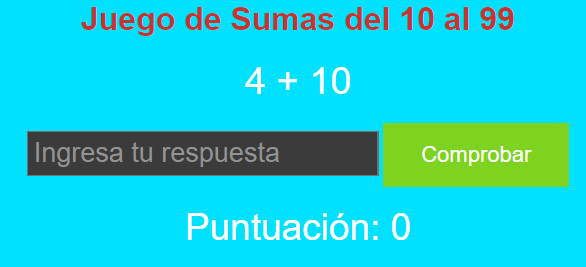 Juego de Sumas del 10 al 99
4 + 10
Ingresa tu respuesta
Comprobar
Puntuación: 0